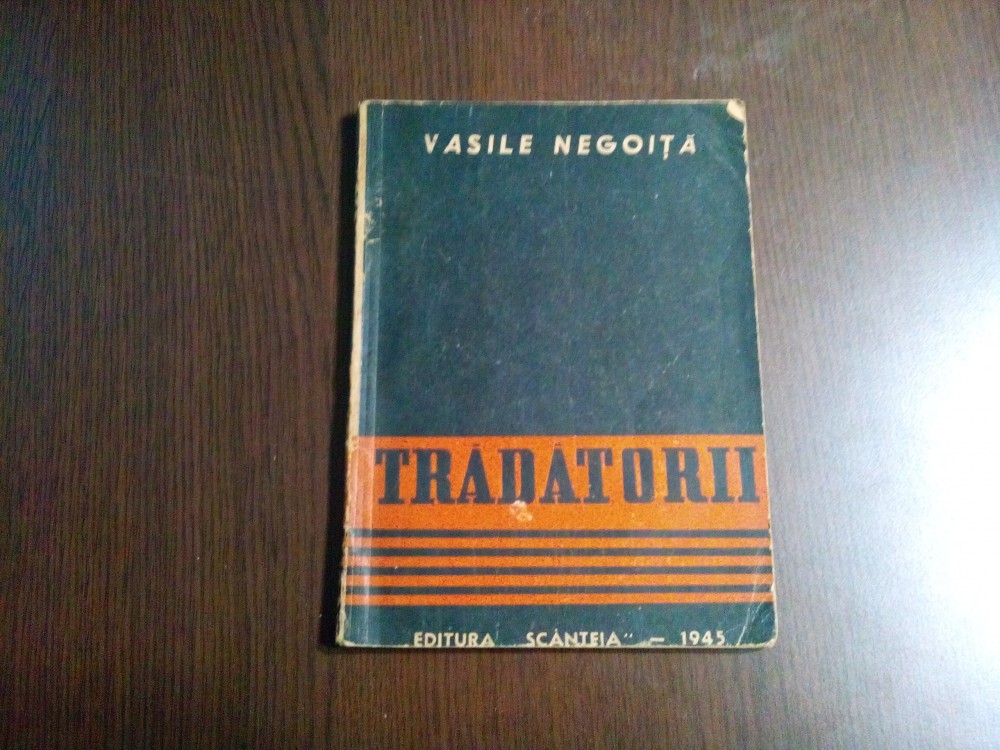 VASILE NEGOIȚĂ
TRĂDĂTORII
EDITURA SCÂNTEIA" — 1945